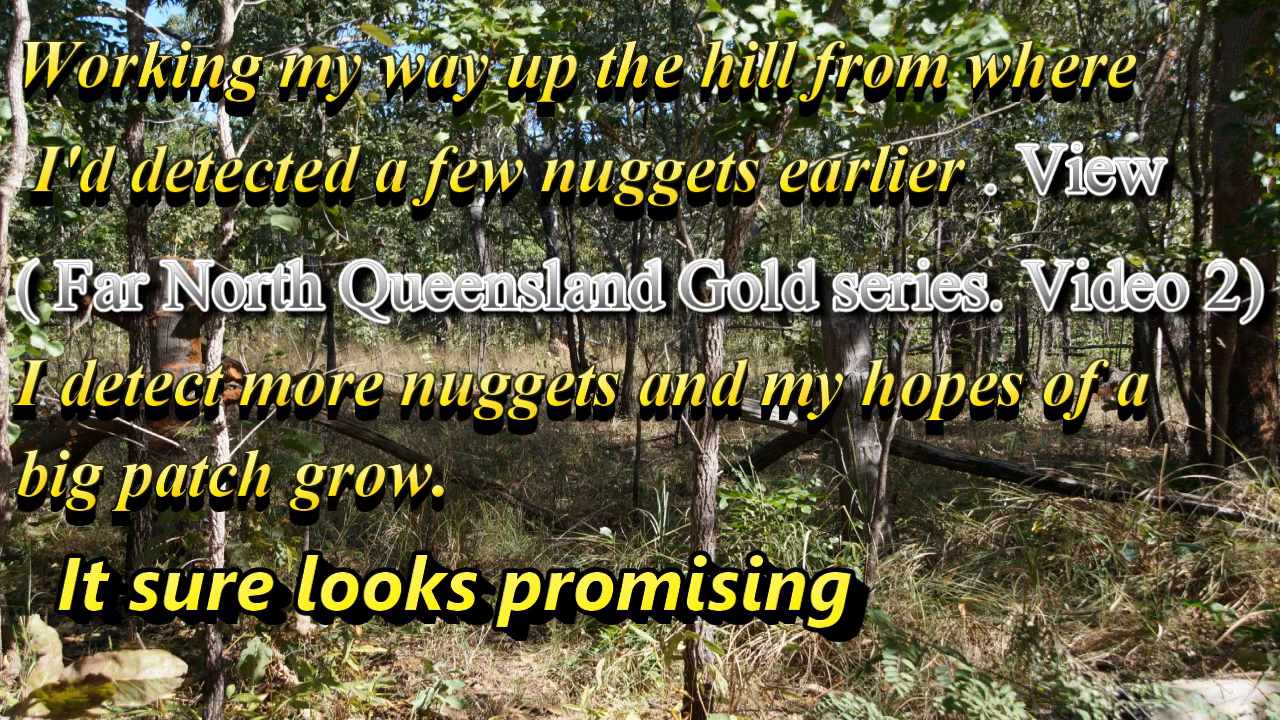 Working my way up the hill from where
I'd detected a few nuggets earlier . View
( Far North Queensland Gold series. Video 2)
I detect more nuggets and my hopes of a
big patch grow.
It sure looks promising